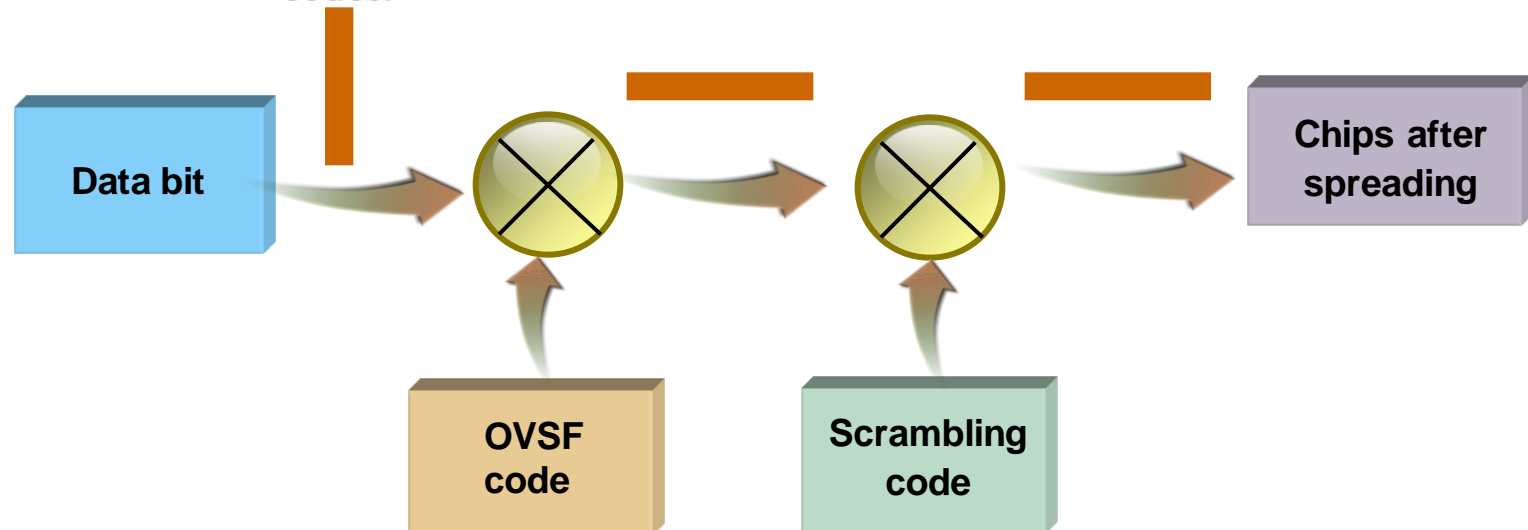 Data bit
Chips after
spreading
OVSF
code
Scrambling
code